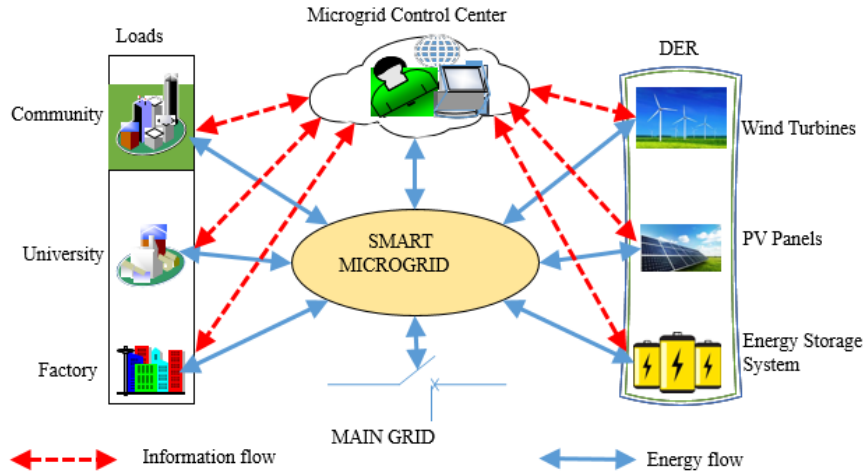 Microgrid Control Center
Loads
DER
Community
Wind Turbines
University
SMART
MICROGRID
PV Panels
Factory
Energy Storage
System
MAIN GRID
Information flow
Energy flow